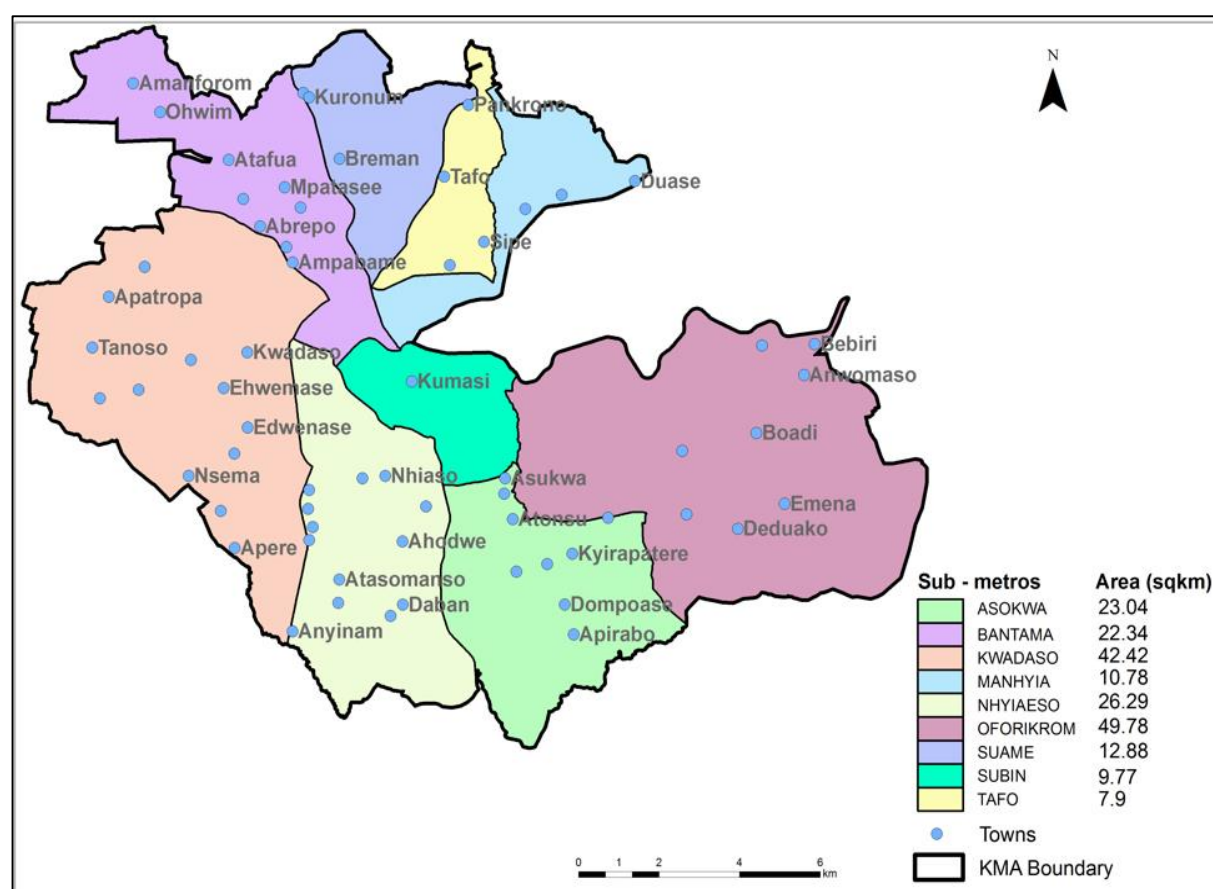 N
Amanforom
Kuronum
Pankrono
Ohwim
Breman
Atafua
Tafo
Duase
Mpatasee
Abrepo
Sipe
Ampabame
Apatropa
Tanoso
Kwadaso
Bebiri
Kumasi
Anwomaso
Ehwemase
Edwenase
Boadi
Nsema
Nhiaso
Asukwa
Emena
Atonsu
Deduako
Apere
Ahodwe
Kyirapatere
Atasomanso
Daban
Dompoase
Anyinam
Apirabo
Sub - metros Area (sqkm)
ASOKWA 23.04
BANTAMA 22.34
KWADASO 42.42
MANHYIA 10.78
NHYIAESO 26.29
OFORIKROM 49.78
SUAME 12.88
SUBIN 9.77
TAFO 7.9
Towns
KMA Boundary
0 1 2 4 6
km